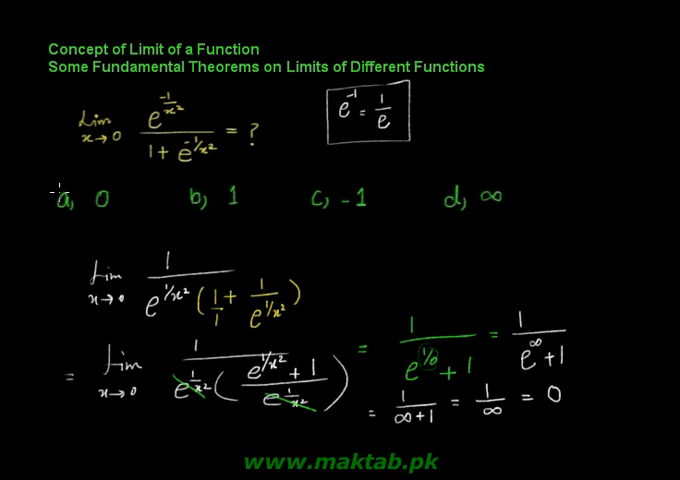 Concept of Limit of a Function
Some Fundamental Theorems on Limits of Different Functions
Lim x→0 e^(-1/x²) / (1 + e^(-1/x²)) = ?
e^-1 = 1/e
a, 0 b, 1 c, -1 d, ∞
Lim x→0 1 / (e^(1/x²) (1/1 + 1/e^(1/x²)))
= Lim x→0 1 / (e^(1/x²) ((e^(1/x²) + 1) / e^(1/x²)))
= 1 / (e^(1/0) + 1) = 1 / (e^∞ + 1)
= 1 / (∞ + 1) = 1/∞ = 0
www.maktab.pk